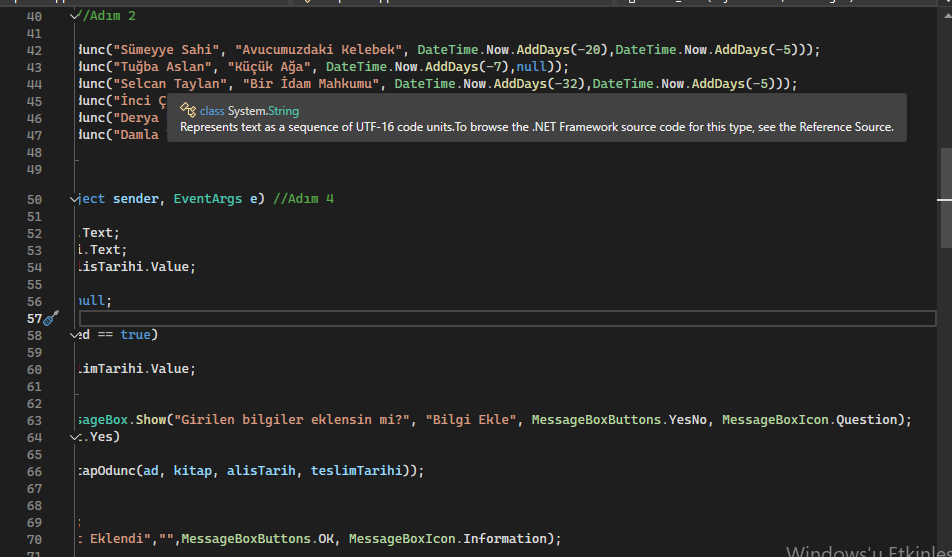 40 //Adım 2
41
42 dunc("Sümeyye Sahi", "Avucumuzdaki Kelebek", DateTime.Now.AddDays(-20),DateTime.Now.AddDays(-5)));
43 dunc("Tuğba Aslan", "Küçük Ağa", DateTime.Now.AddDays(-7),null));
44 dunc("Selcan Taylan", "Bir İdam Mahkumu", DateTime.Now.AddDays(-32),DateTime.Now.AddDays(-5)));
45 dunc("İnci Ç
class System.String
46 dunc("Derya
Represents text as a sequence of UTF-16 code units.To browse the .NET Framework source code for this type, see the Reference Source.
47 dunc("Damla
48
49
50 ject sender, EventArgs e) //Adım 4
51
52 .Text;
53 i.Text;
54 lisTarihi.Value;
55
56 null;
57
58 ed == true)
59
60 limTarihi.Value;
61
62
63 sageBox.Show("Girilen bilgiler eklensin mi?", "Bilgi Ekle", MessageBoxButtons.YesNo, MessageBoxIcon.Question);
64 .Yes)
65
66 tapOdunc(ad, kitap, alisTarih, teslimTarihi));
67
68
69 ;
70 t Eklendi","",MessageBoxButtons.OK, MessageBoxIcon.Information);
71
Windows'u Etkinles